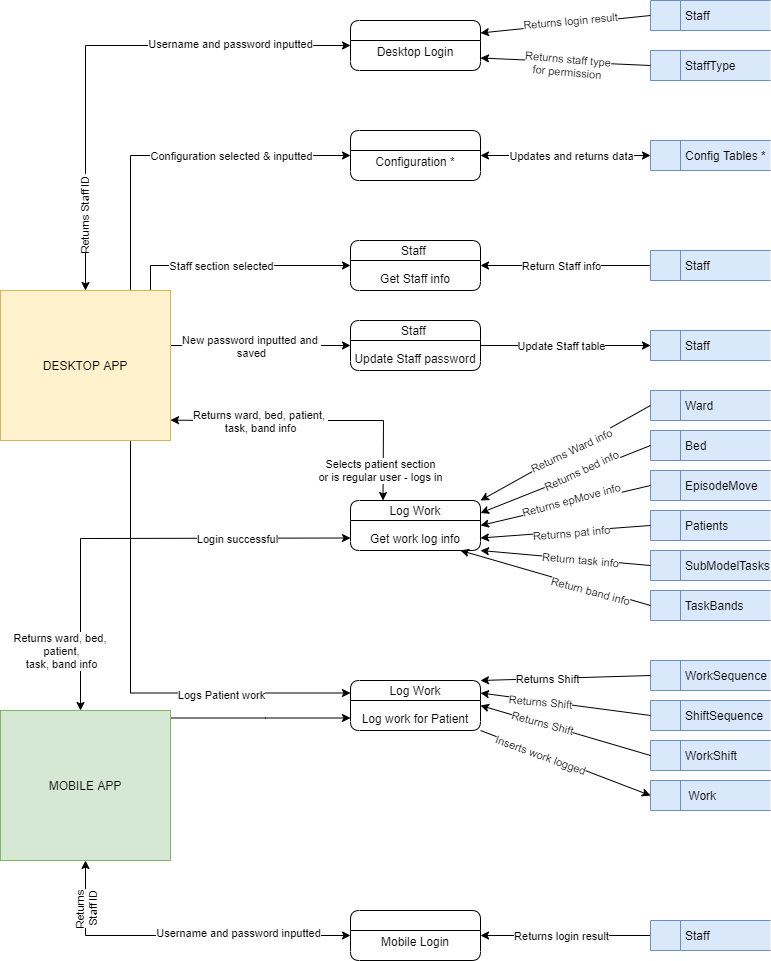 Username and password inputted
Desktop Login
Returns login result
Staff
Returns staff type
for permission
StaffType
Returns Staff ID
Configuration selected & inputted
Configuration *
Updates and returns data
Config Tables *
Staff section selected
Staff
Get Staff info
Return Staff info
Staff
DESKTOP APP
New password inputted and
saved
Staff
Update Staff password
Update Staff table
Staff
Returns ward, bed, patient,
task, band info
Selects patient section
or is regular user - logs in
Log Work
Get work log info
Login successful
Returns Ward info
Ward
Returns bed info
Bed
Returns epMove info
EpisodeMove
Returns pat info
Patients
Return task info
SubModelTasks
Return band info
TaskBands
Returns ward, bed,
patient,
task, band info
Logs Patient work
Log Work
Log work for Patient
Returns Shift
WorkSequence
Returns Shift
ShiftSequence
Returns Shift
WorkShift
Inserts work logged
Work
MOBILE APP
Returns
Staff ID
Username and password inputted
Mobile Login
Returns login result
Staff